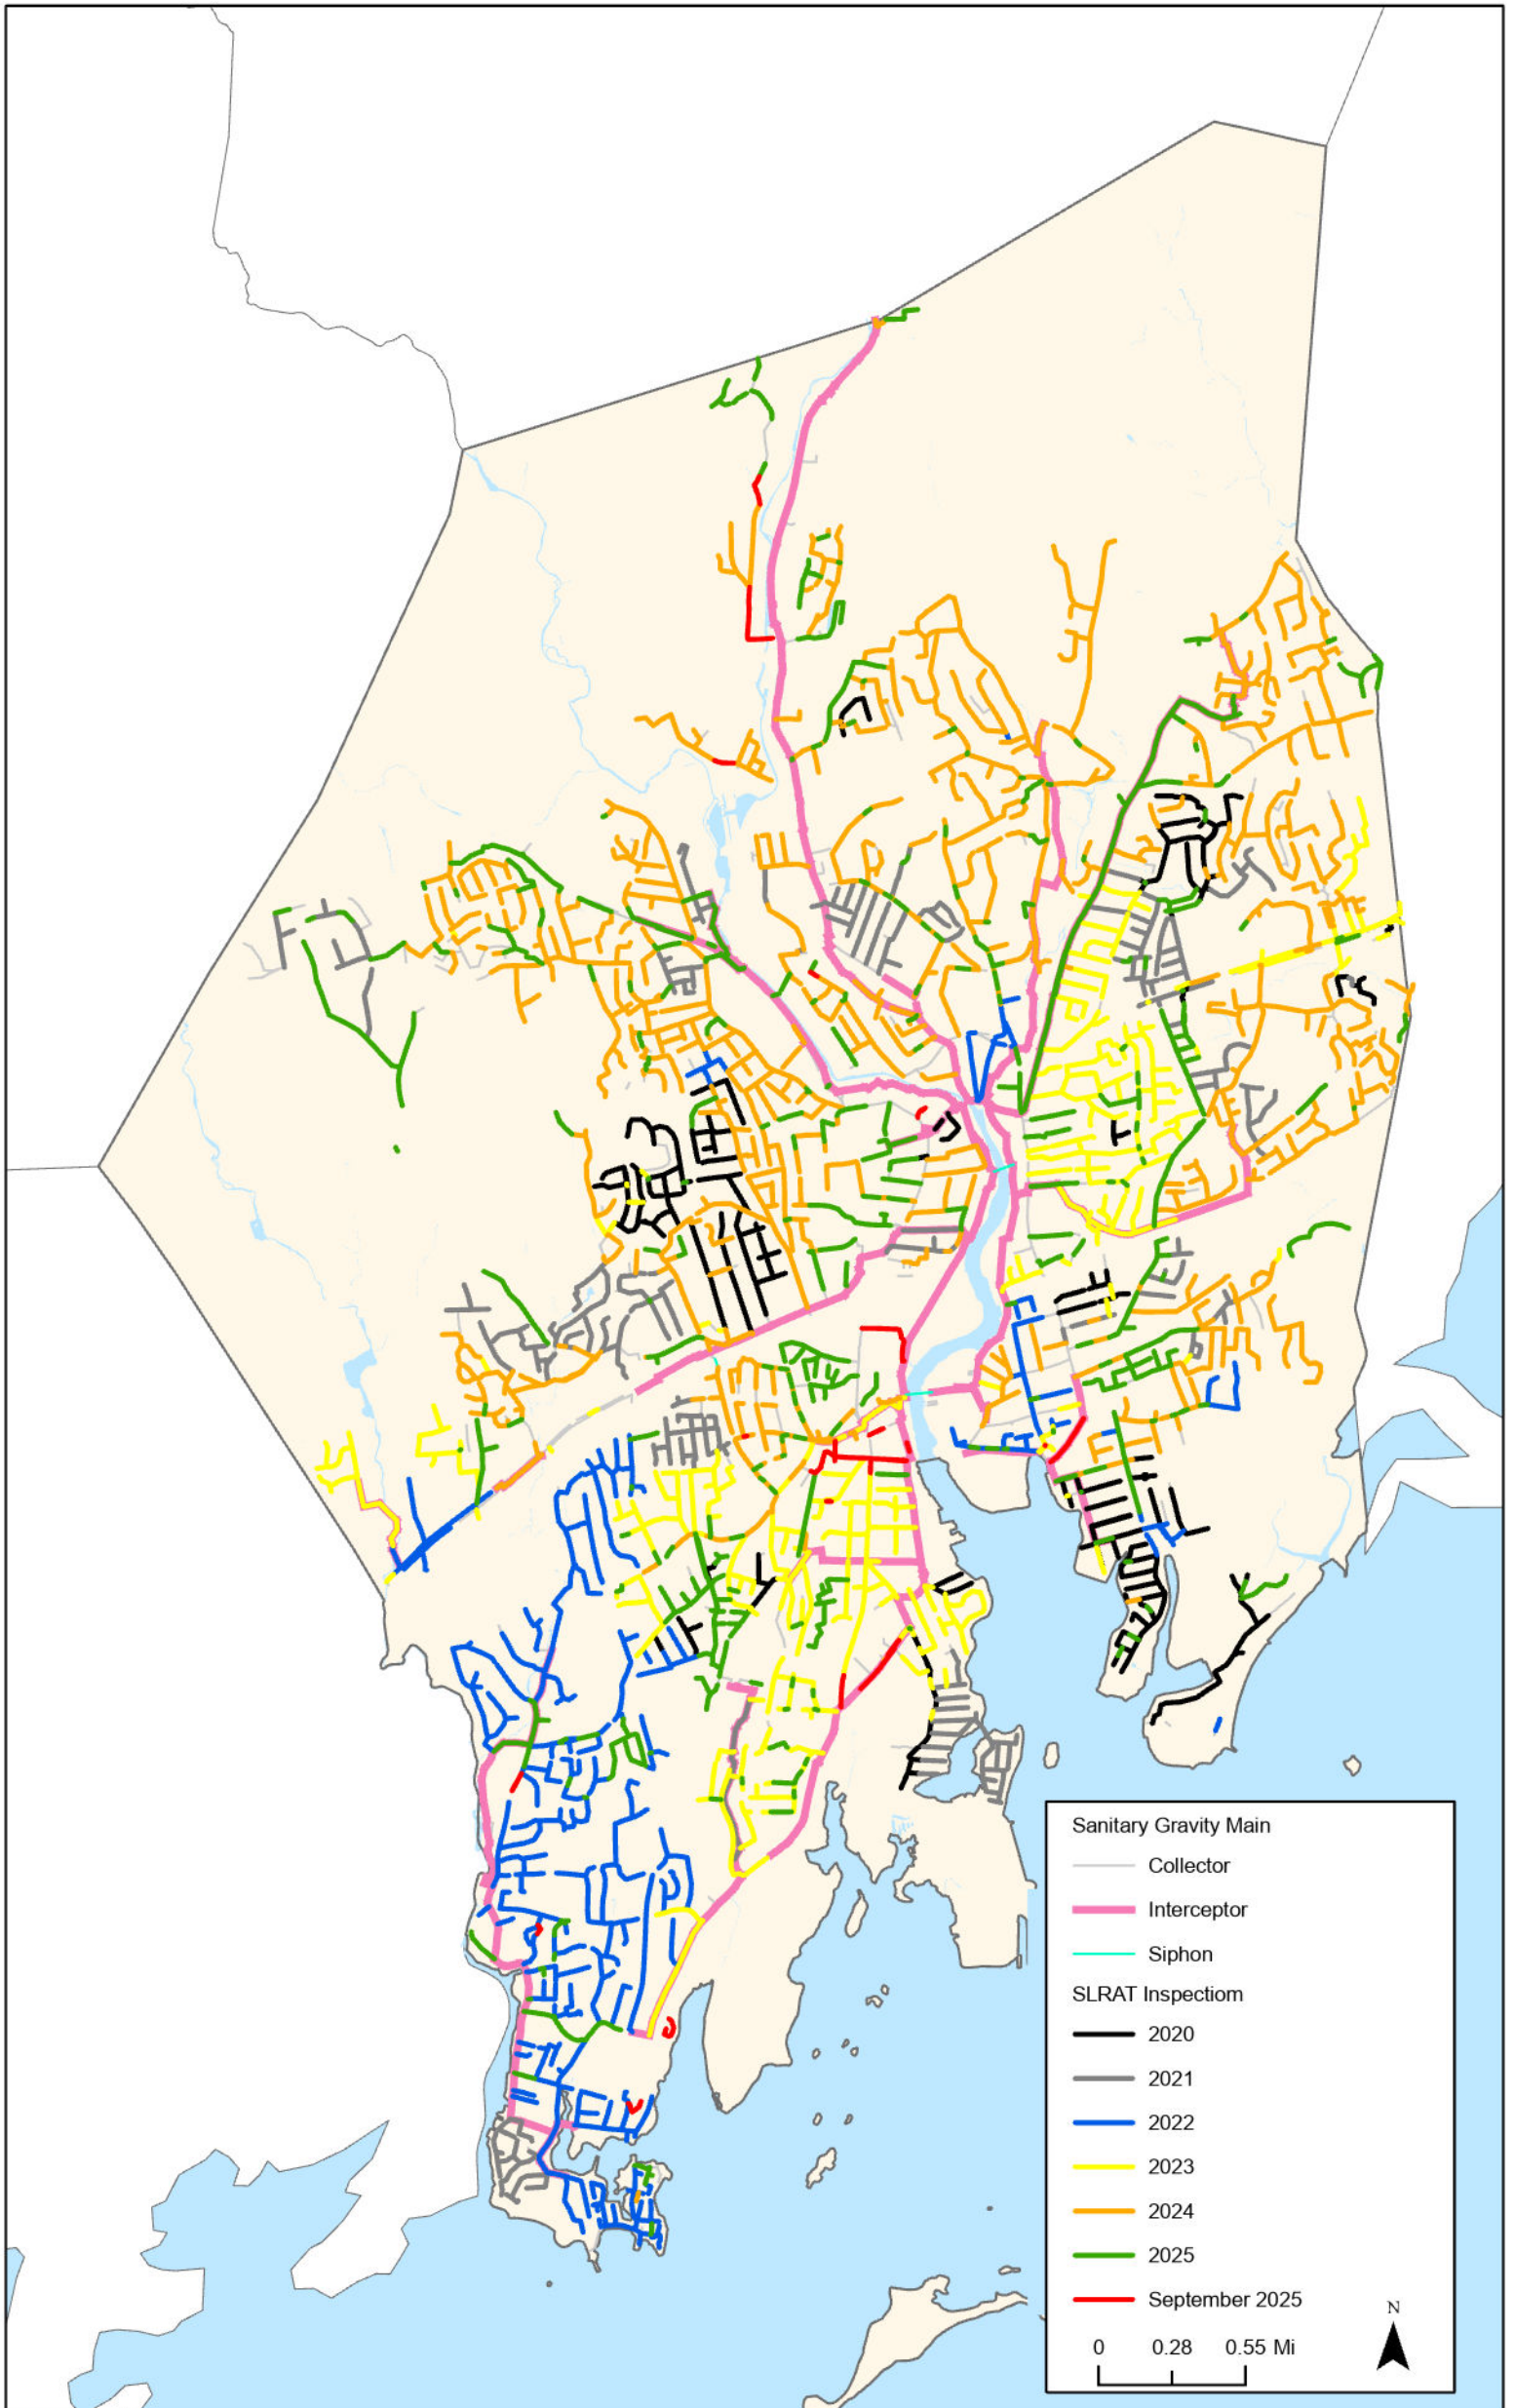 Sanitary Gravity Main
Collector
Interceptor
Siphon
SLRAT Inspectiom
2020
2021
2022
2023
2024
2025
September 2025
N
0 0.28 0.55 Mi